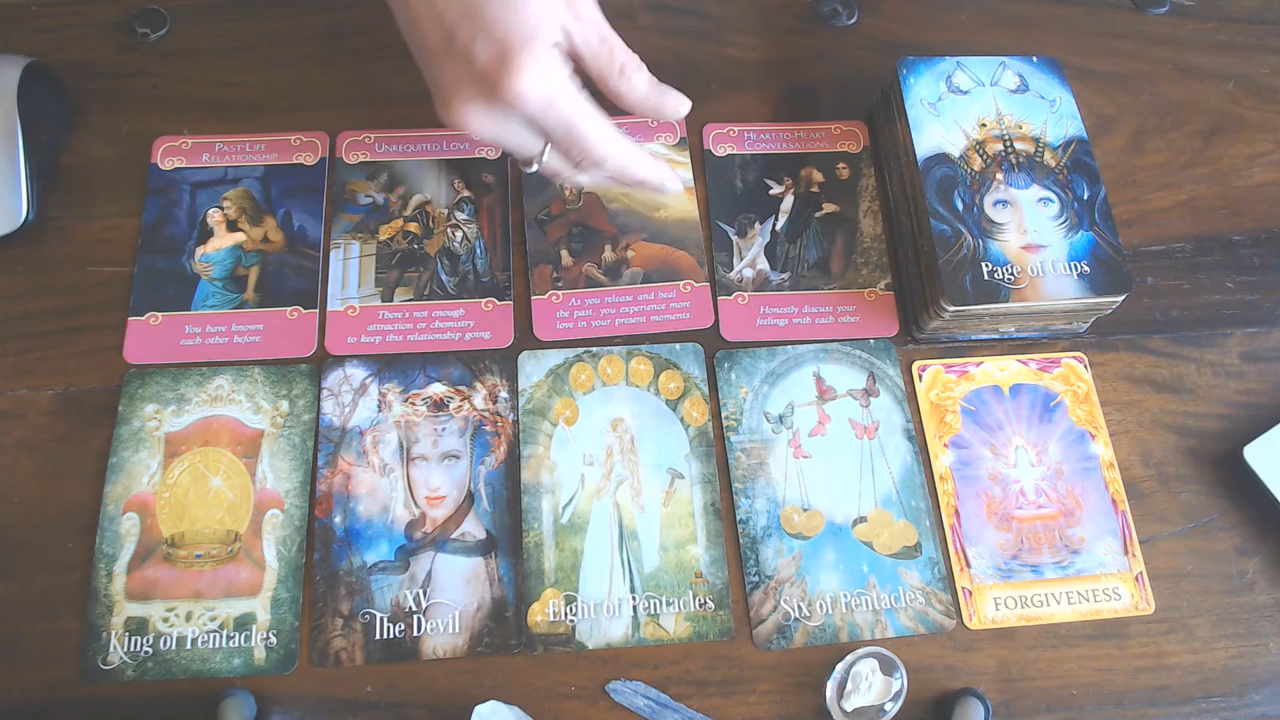 PAST-LIFE
RELATIONSHIP
You have known
each other before.
UNREQUITED LOVE
There's not enough
attraction or chemistry
to keep this relationship going.
As you release and heal
the past, you experience more
love in your present moments.
HEART-TO-HEART
CONVERSATIONS
Honestly discuss your
feelings with each other.
Page of Cups
King of Pentacles
XV
The Devil
Eight of Pentacles
Six of Pentacles
FORGIVENESS